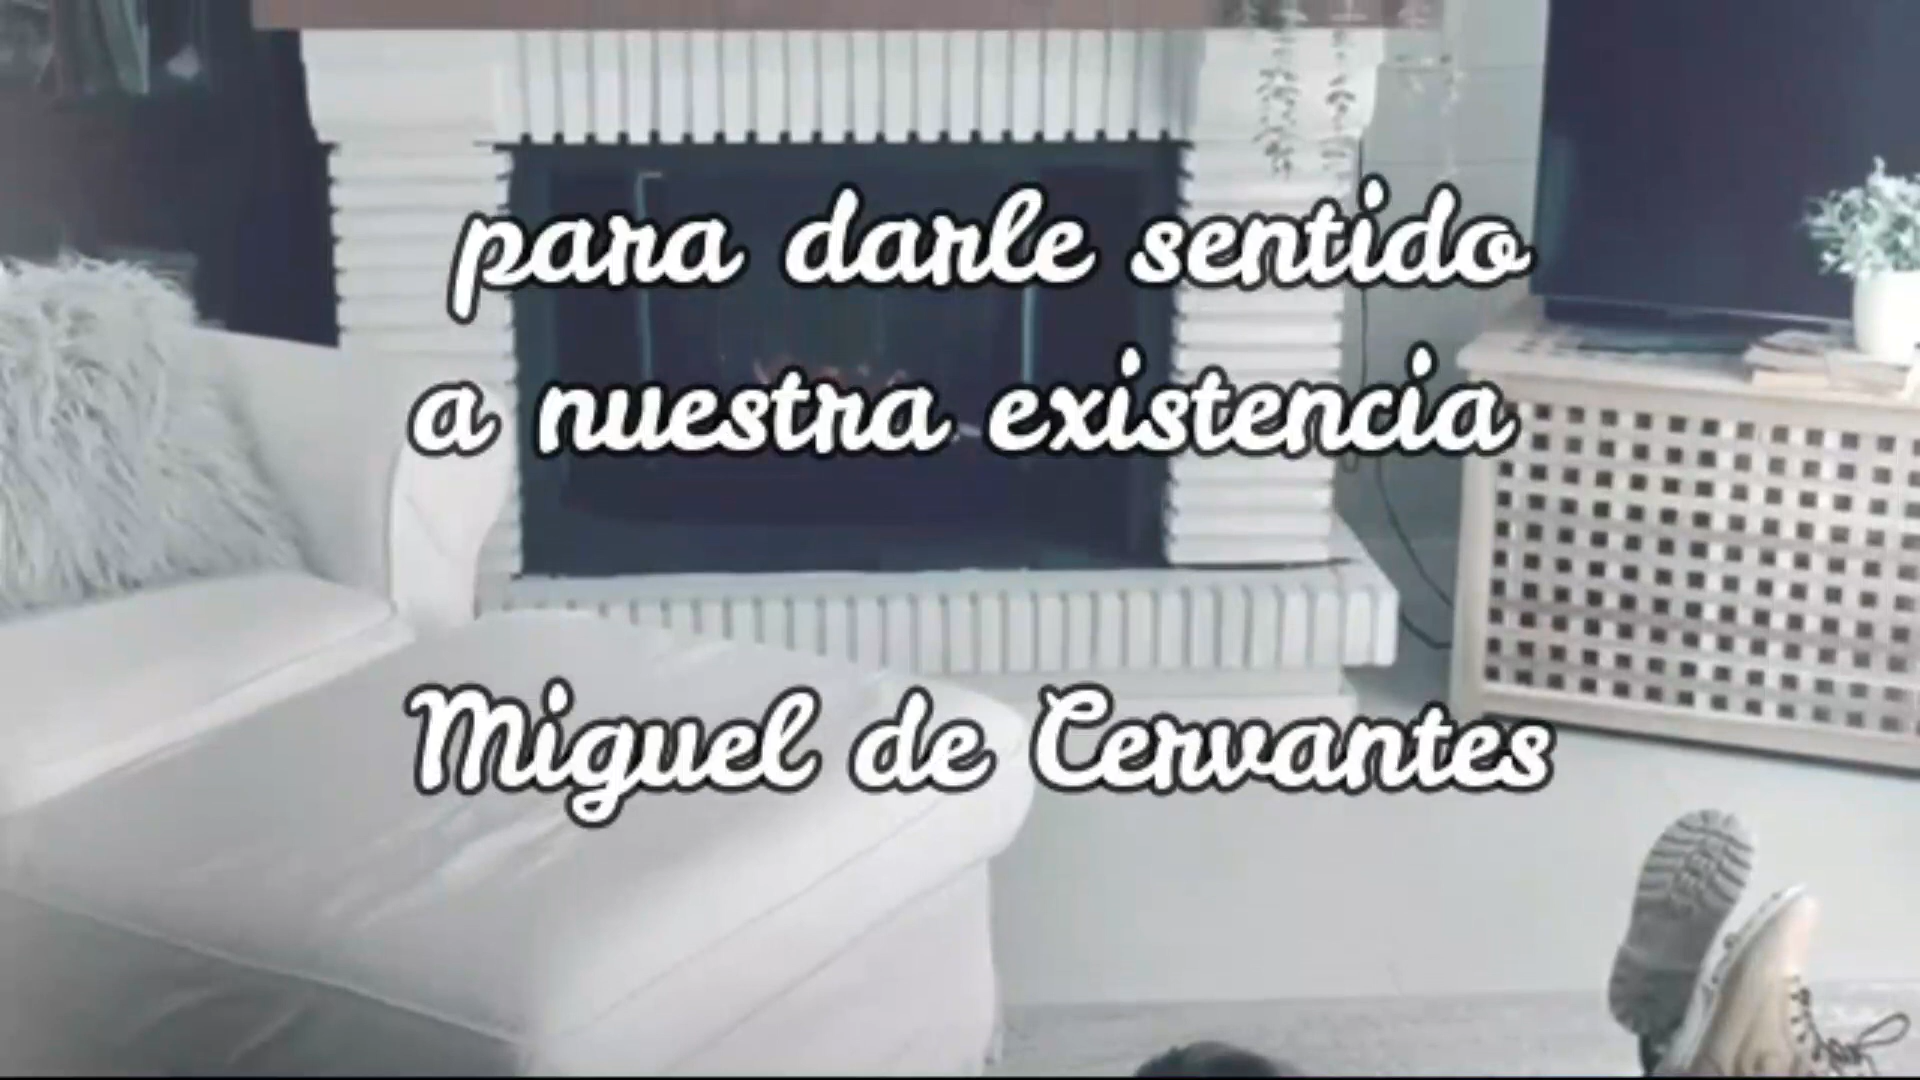 para darle sentido
a nuestra existencia
Miguel de Cervantes